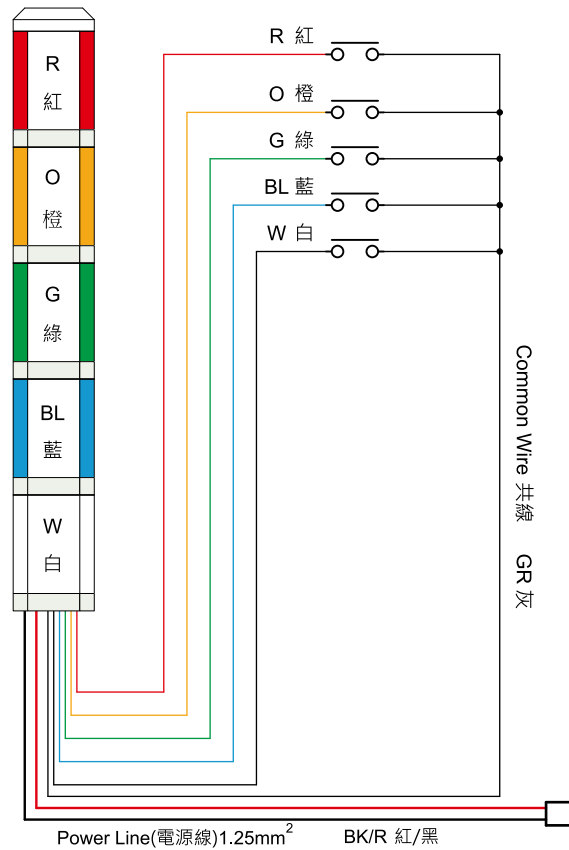 R
紅
O
橙
G
綠
BL
藍
W
白
R 紅
O 橙
G 綠
BL 藍
W 白
Common Wire 共線 GR 灰
Power Line(電源線)1.25mm² BK/R 紅/黑